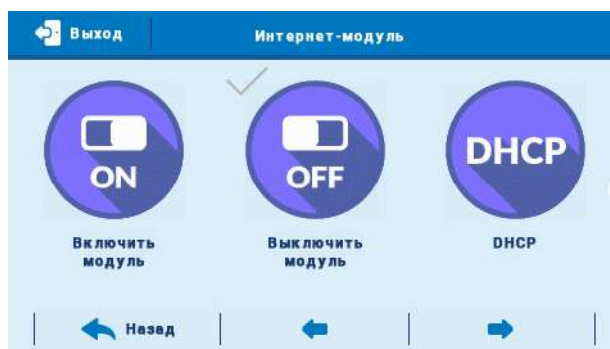 Выход
Интернет-модуль
ON
OFF
DHCP
Включить
модуль
Выключить
модуль
DHCP
Назад